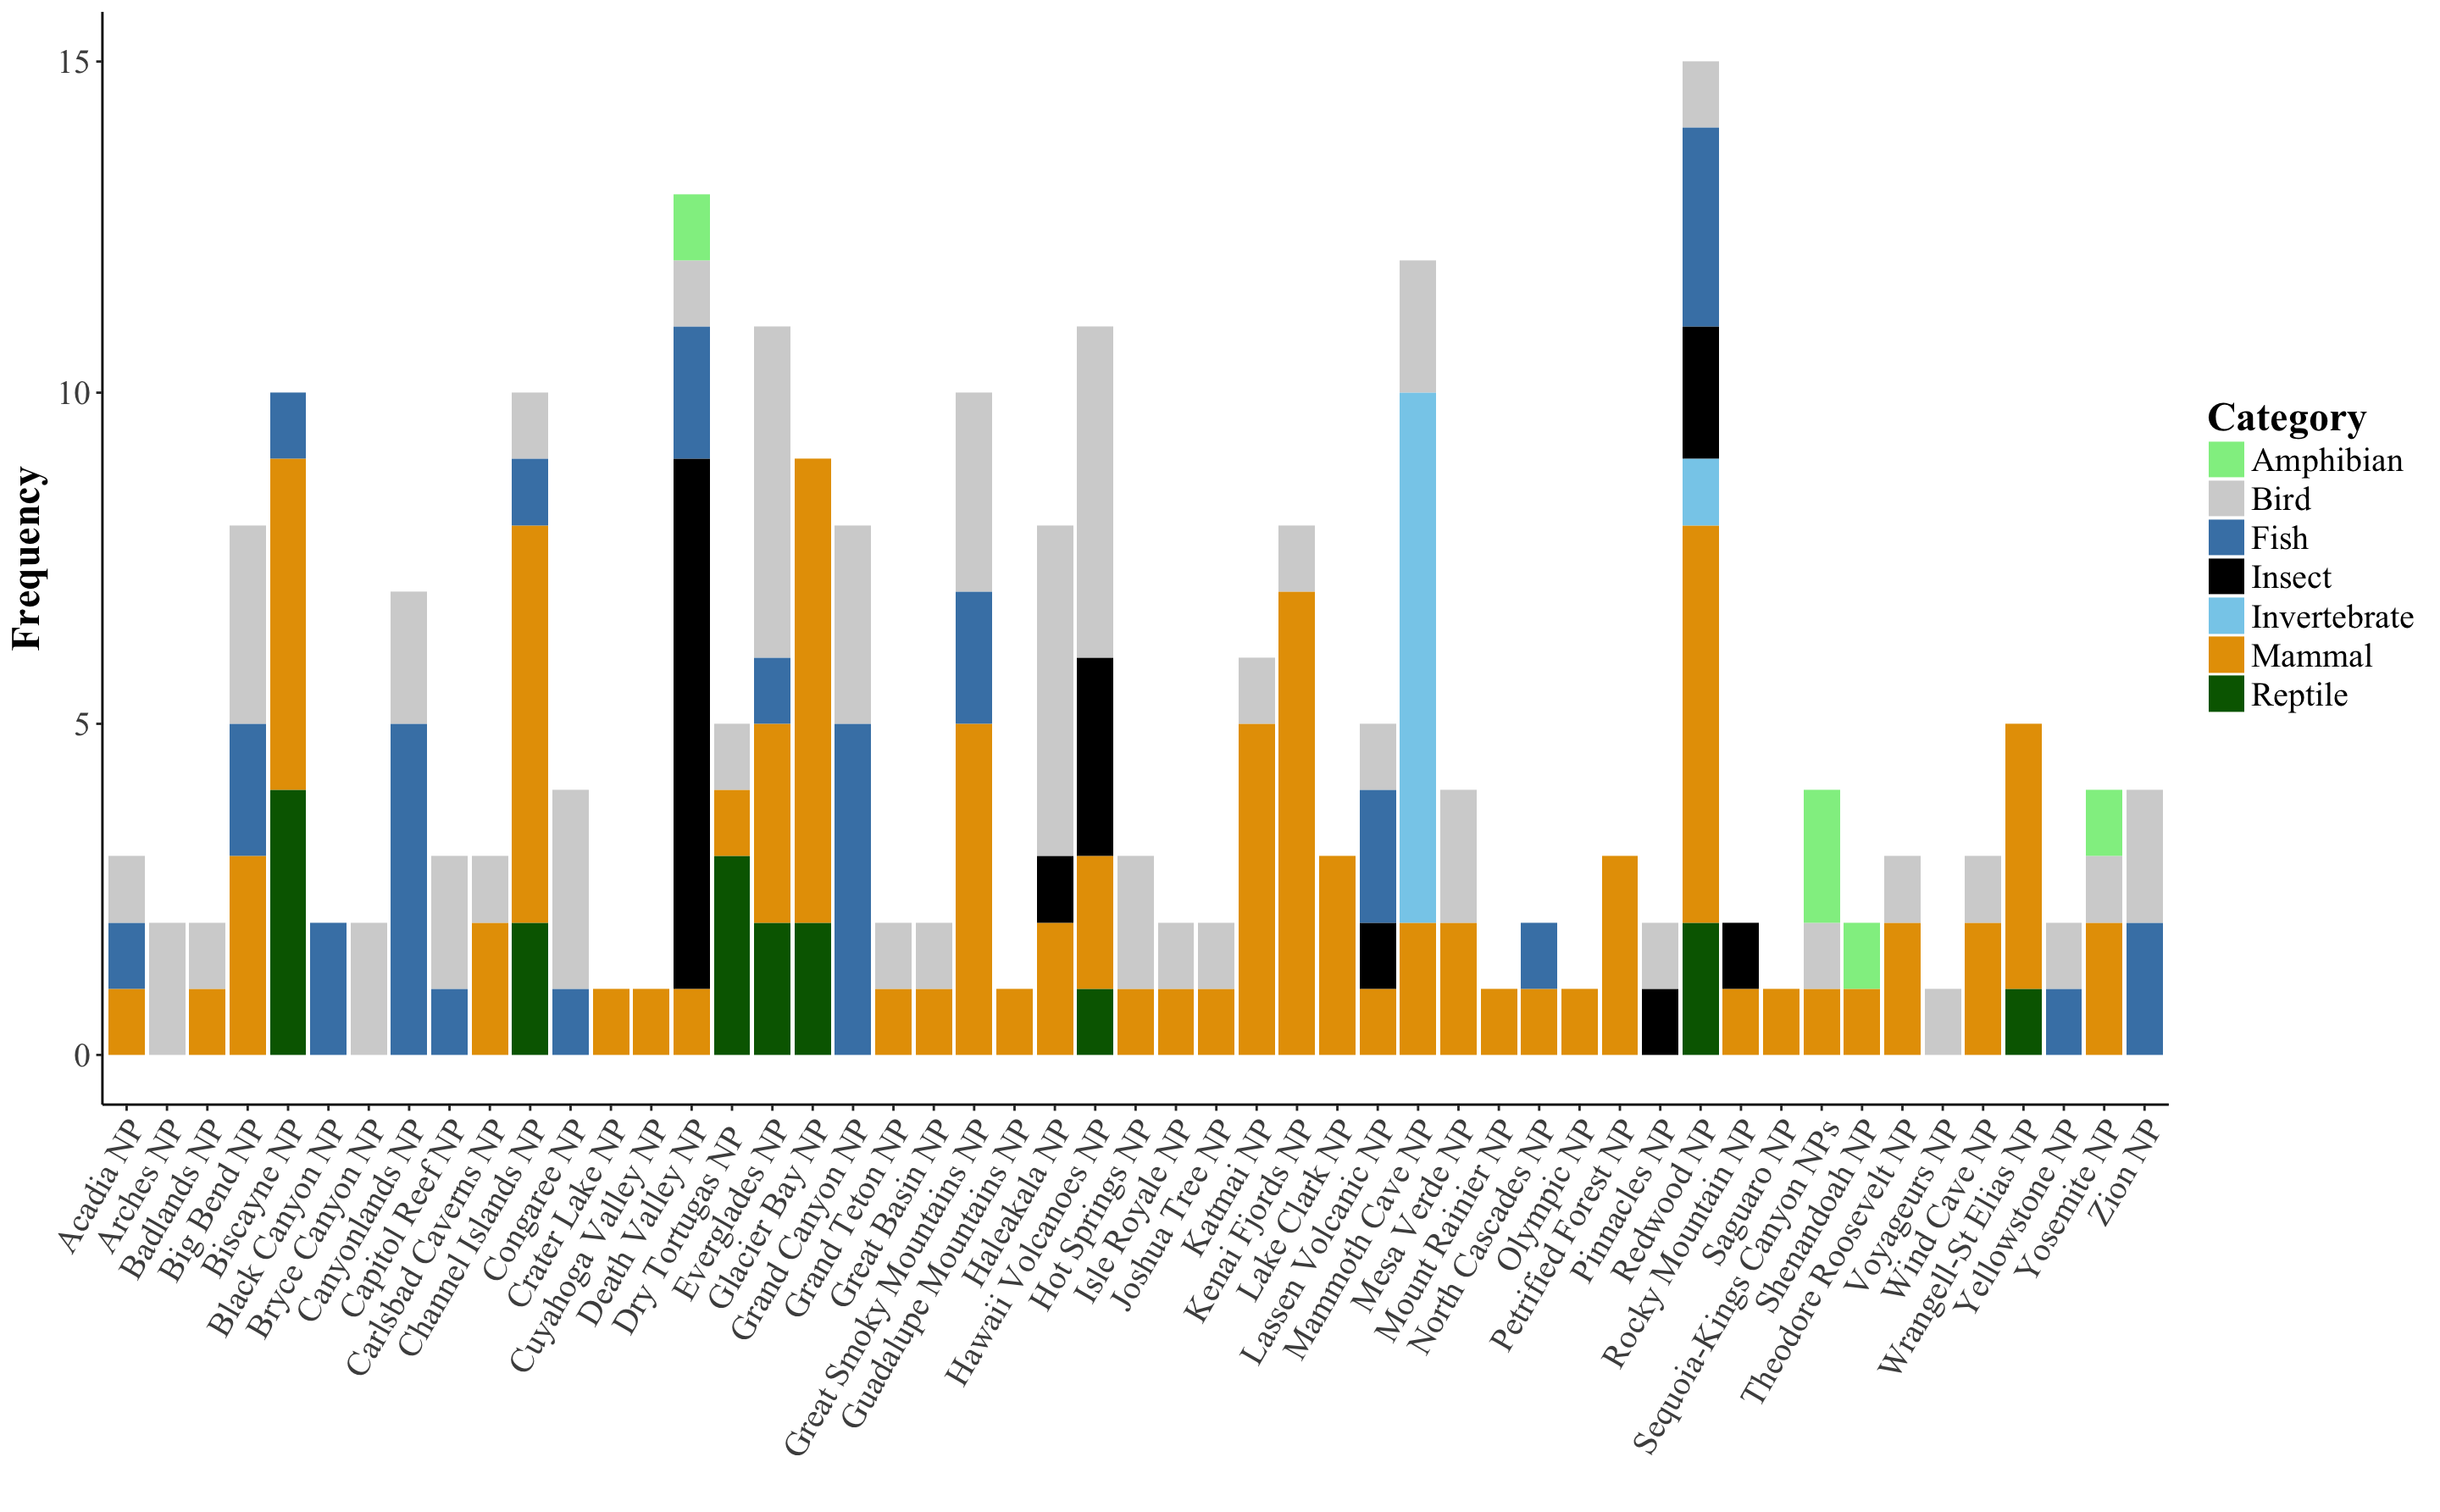 Frequency
15
10
5
0
Acadia NP
Arches NP
Badlands NP
Big Bend NP
Biscayne NP
Black Canyon NP
Bryce Canyon NP
Canyonlands NP
Capitol Reef NP
Carlsbad Caverns NP
Channel Islands NP
Congaree NP
Crater Lake NP
Cuyahoga Valley NP
Death Valley NP
Dry Tortugas NP
Everglades NP
Glacier Bay NP
Grand Canyon NP
Grand Teton NP
Great Basin NP
Great Smoky Mountains NP
Guadalupe Mountains NP
Haleakala NP
Hawaii Volcanoes NP
Hot Springs NP
Isle Royale NP
Joshua Tree NP
Katmai NP
Kenai Fjords NP
Lake Clark NP
Lassen Volcanic NP
Mammoth Cave NP
Mesa Verde NP
Mount Rainier NP
North Cascades NP
Olympic NP
Petrified Forest NP
Pinnacles NP
Redwood NP
Rocky Mountain NP
Saguaro NP
Sequoia-Kings Canyon NPs
Shenandoah NP
Theodore Roosevelt NP
Voyageurs NP
Wind Cave NP
Wrangell-St Elias NP
Yellowstone NP
Yosemite NP
Zion NP
Category
Amphibian
Bird
Fish
Insect
Invertebrate
Mammal
Reptile